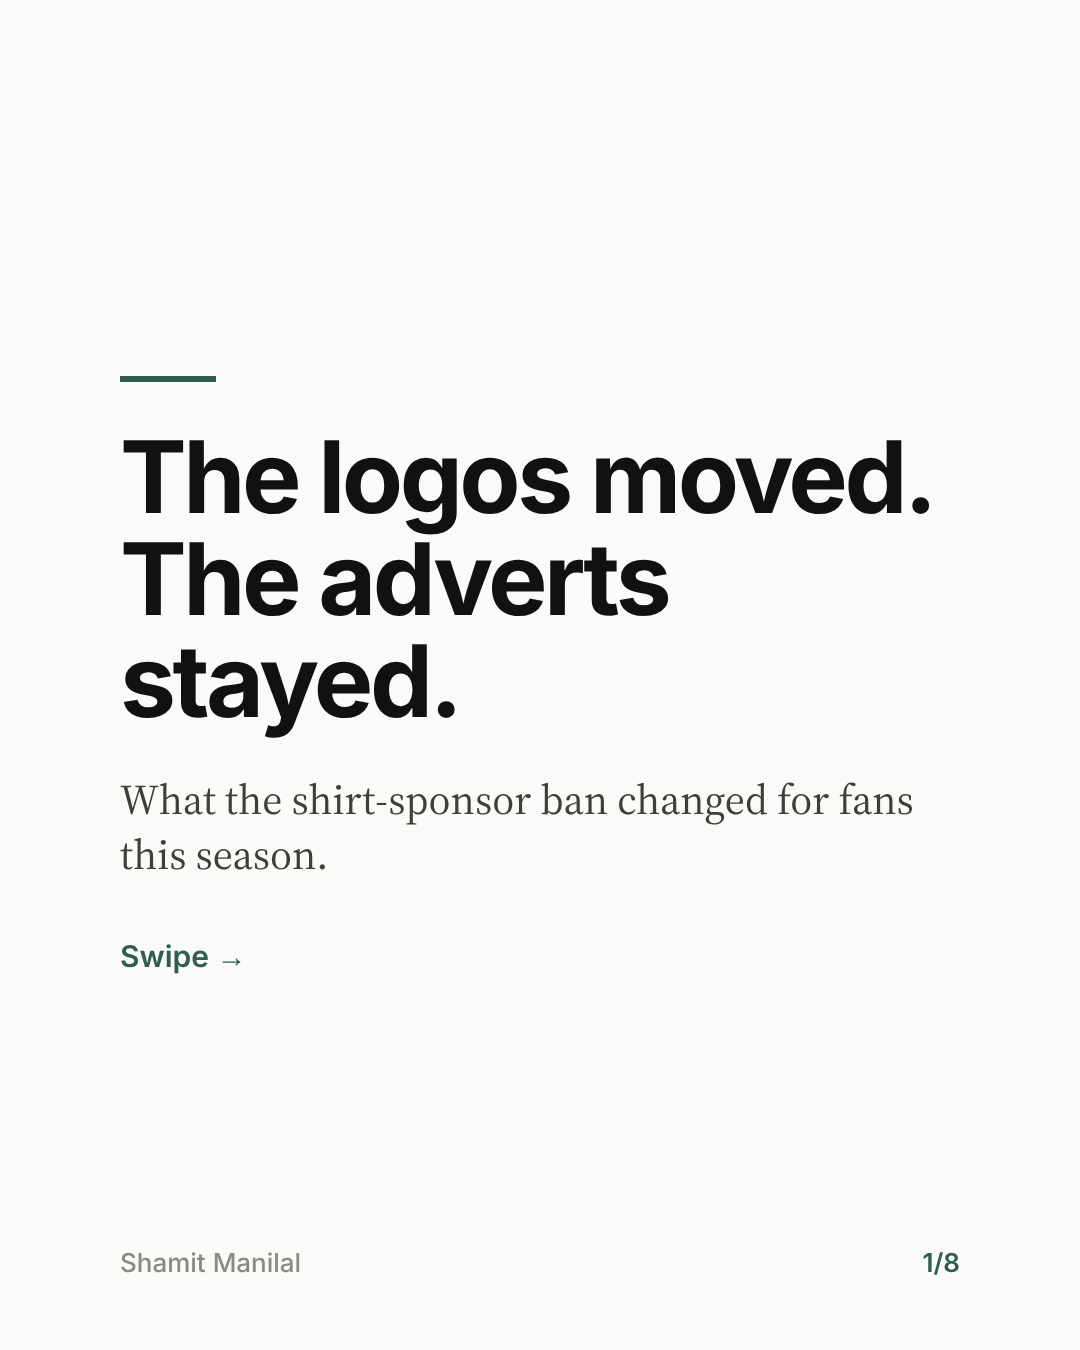 The logos moved.
The adverts
stayed.
What the shirt-sponsor ban changed for fans
this season.
Swipe →
Shamit Manilal
1/8